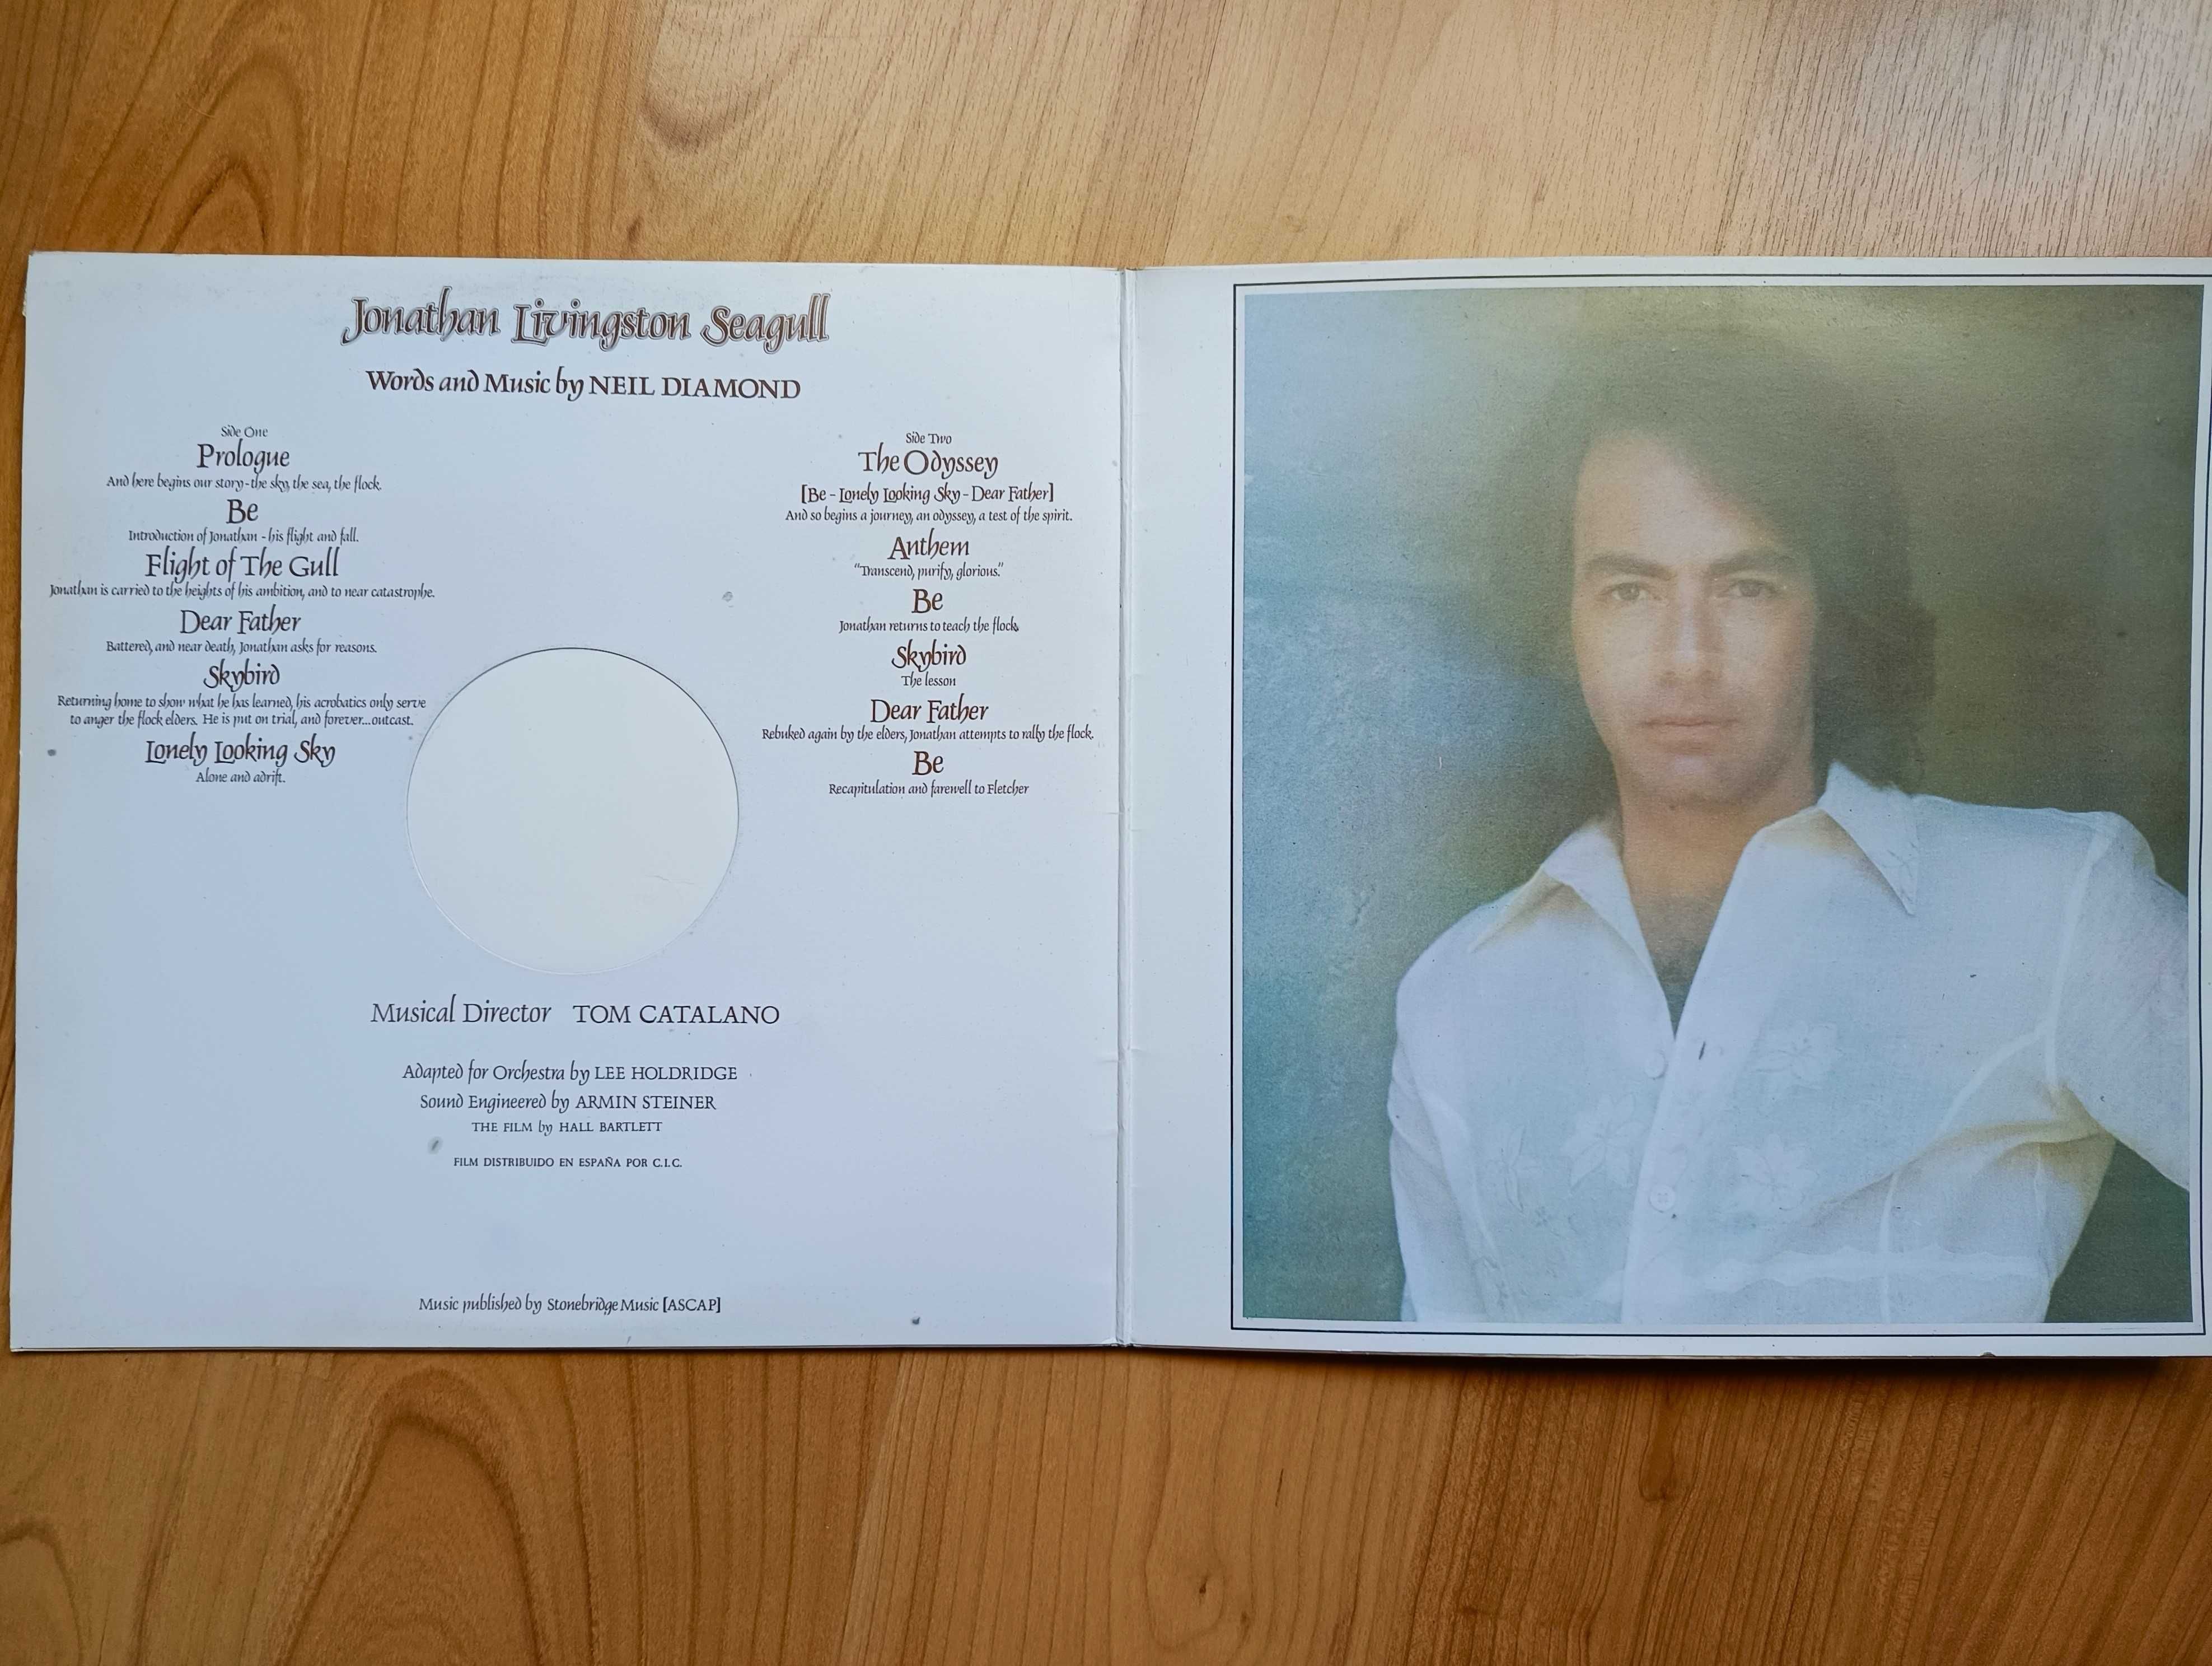 Jonathan Livingston Seagull
Words and Music by NEIL DIAMOND
Side One
Prologue
And here begins our story-the sky, the sea, the flock.
Be
Introduction of Jonathan - his flight and fall.
Flight of The Gull
Jonathan is carried to the heights of his ambition, and to near catastrophe.
Dear Father
Battered, and near death, Jonathan asks for reasons.
Skybird
Returning home to show what he has learned, his acrobatics only serve
to anger the flock elders. He is put on trial, and forever...outcast.
Lonely Looking Sky
Alone and adrift.
Side Two
The Odyssey
[Be - Lonely Looking Sky - Dear Father]
And so begins a journey, an odyssey, a test of the spirit.
Anthem
"Transcend, purify, glorious."
Be
Jonathan returns to teach the flock.
Skybird
The lesson
Dear Father
Rebuked again by the elders, Jonathan attempts to rally the flock.
Be
Recapitulation and farewell to Fletcher
Musical Director TOM CATALANO
Adapted for Orchestra by LEE HOLDRIDGE
Sound Engineered by ARMIN STEINER
THE FILM by HALL BARTLETT
FILM DISTRIBUIDO EN ESPAÑA POR C.I.C.
Music published by Stonebridge Music [ASCAP]